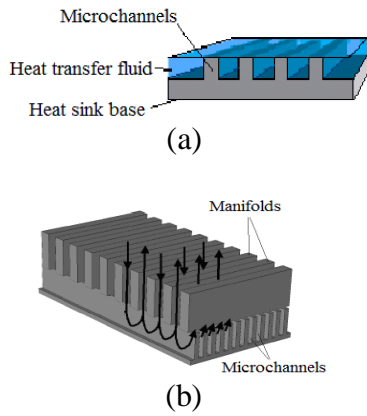 Microchannels
Heat transfer fluid
Heat sink base
(a)
Manifolds
Microchannels
(b)